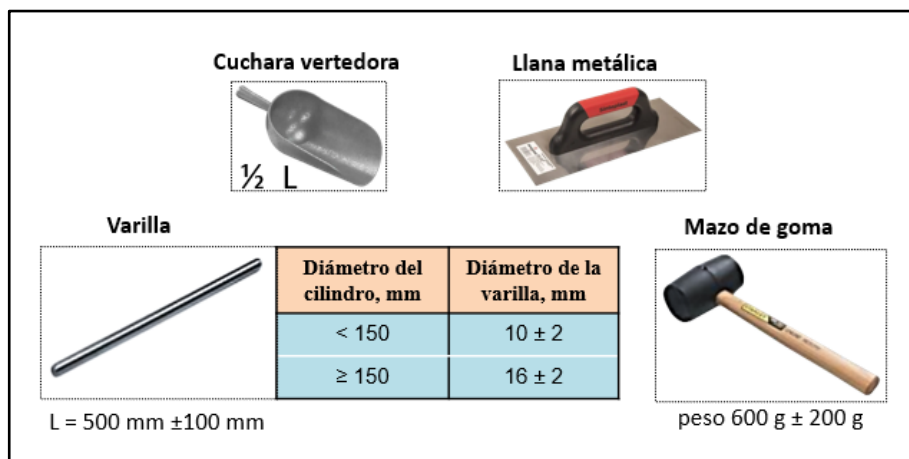 Cuchara vertedora
Llana metálica
½ L
Varilla
Mazo de goma
Diámetro del
cilindro, mm
Diámetro de la
varilla, mm
< 150
10 ± 2
≥ 150
16 ± 2
L = 500 mm ±100 mm
peso 600 g ± 200 g